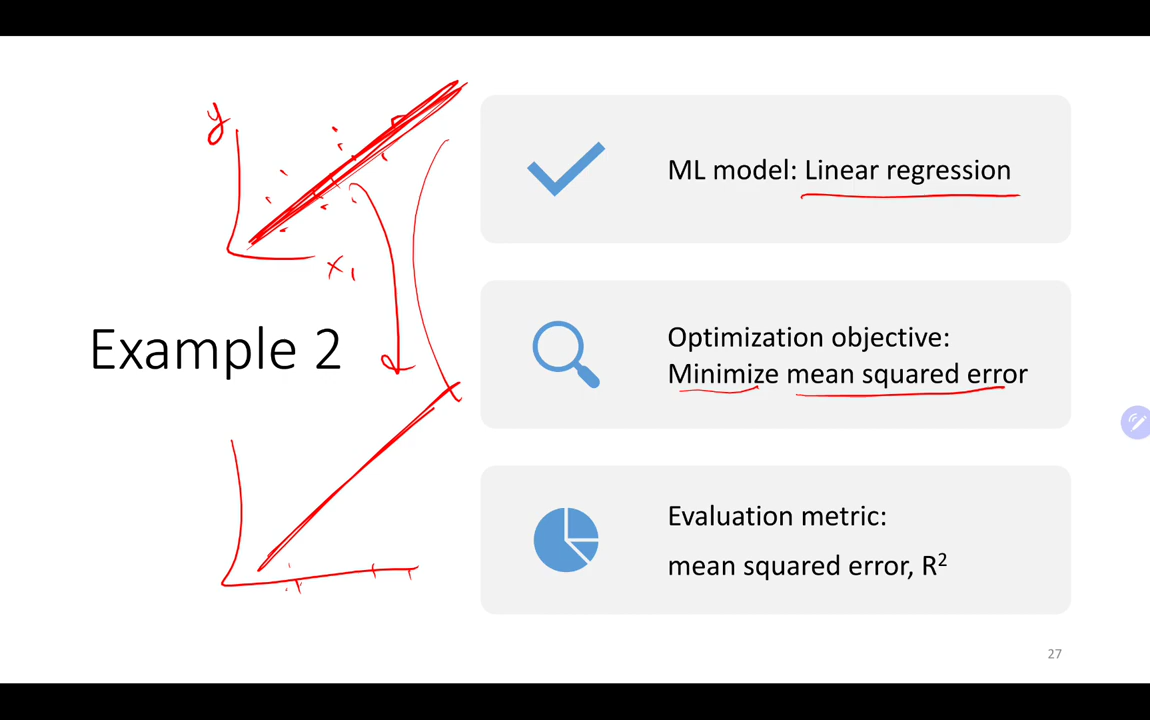 y
x₁
Example 2
ML model: Linear regression
Optimization objective:
Minimize mean squared error
Evaluation metric:
mean squared error, R²
27